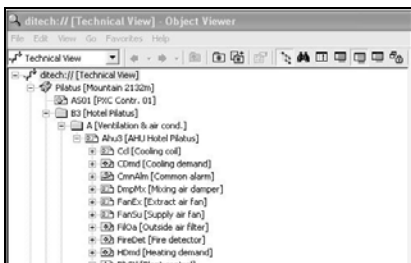 ditech:// [Technical View] - Object Viewer
File Edit View Go Favorites Help
Technical View
ditech:// [Technical View]
Pilatus [Mountain 2132m]
AS01 [PXC Contr. 01]
B3 [Hotel Pilatus]
A [Ventilation & air cond.]
Ahu3 [AHU Hotel Pilatus]
Ccl [Cooling coil]
CDmd [Cooling demand]
CmnAlm [Common alarm]
DmpMx [Mixing air damper]
FanEx [Extract air fan]
FanSu [Supply air fan]
FilOa [Outside air filter]
FireDet [Fire detector]
HDmd [Heating demand]